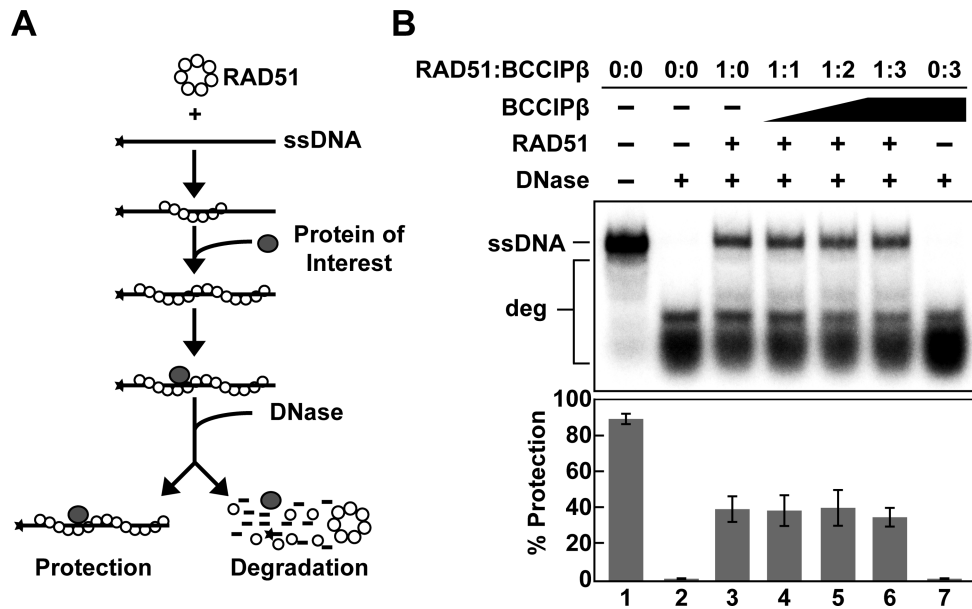 A
RAD51
+
ssDNA
Protein of
Interest
DNase
Protection
Degradation
B
RAD51:BCCIPβ 0:0 0:0 1:0 1:1 1:2 1:3 0:3
BCCIPβ – – –
RAD51 – – + + + + –
DNase – + + + + + +
ssDNA
deg
% Protection
100
80
60
40
20
0
1 2 3 4 5 6 7